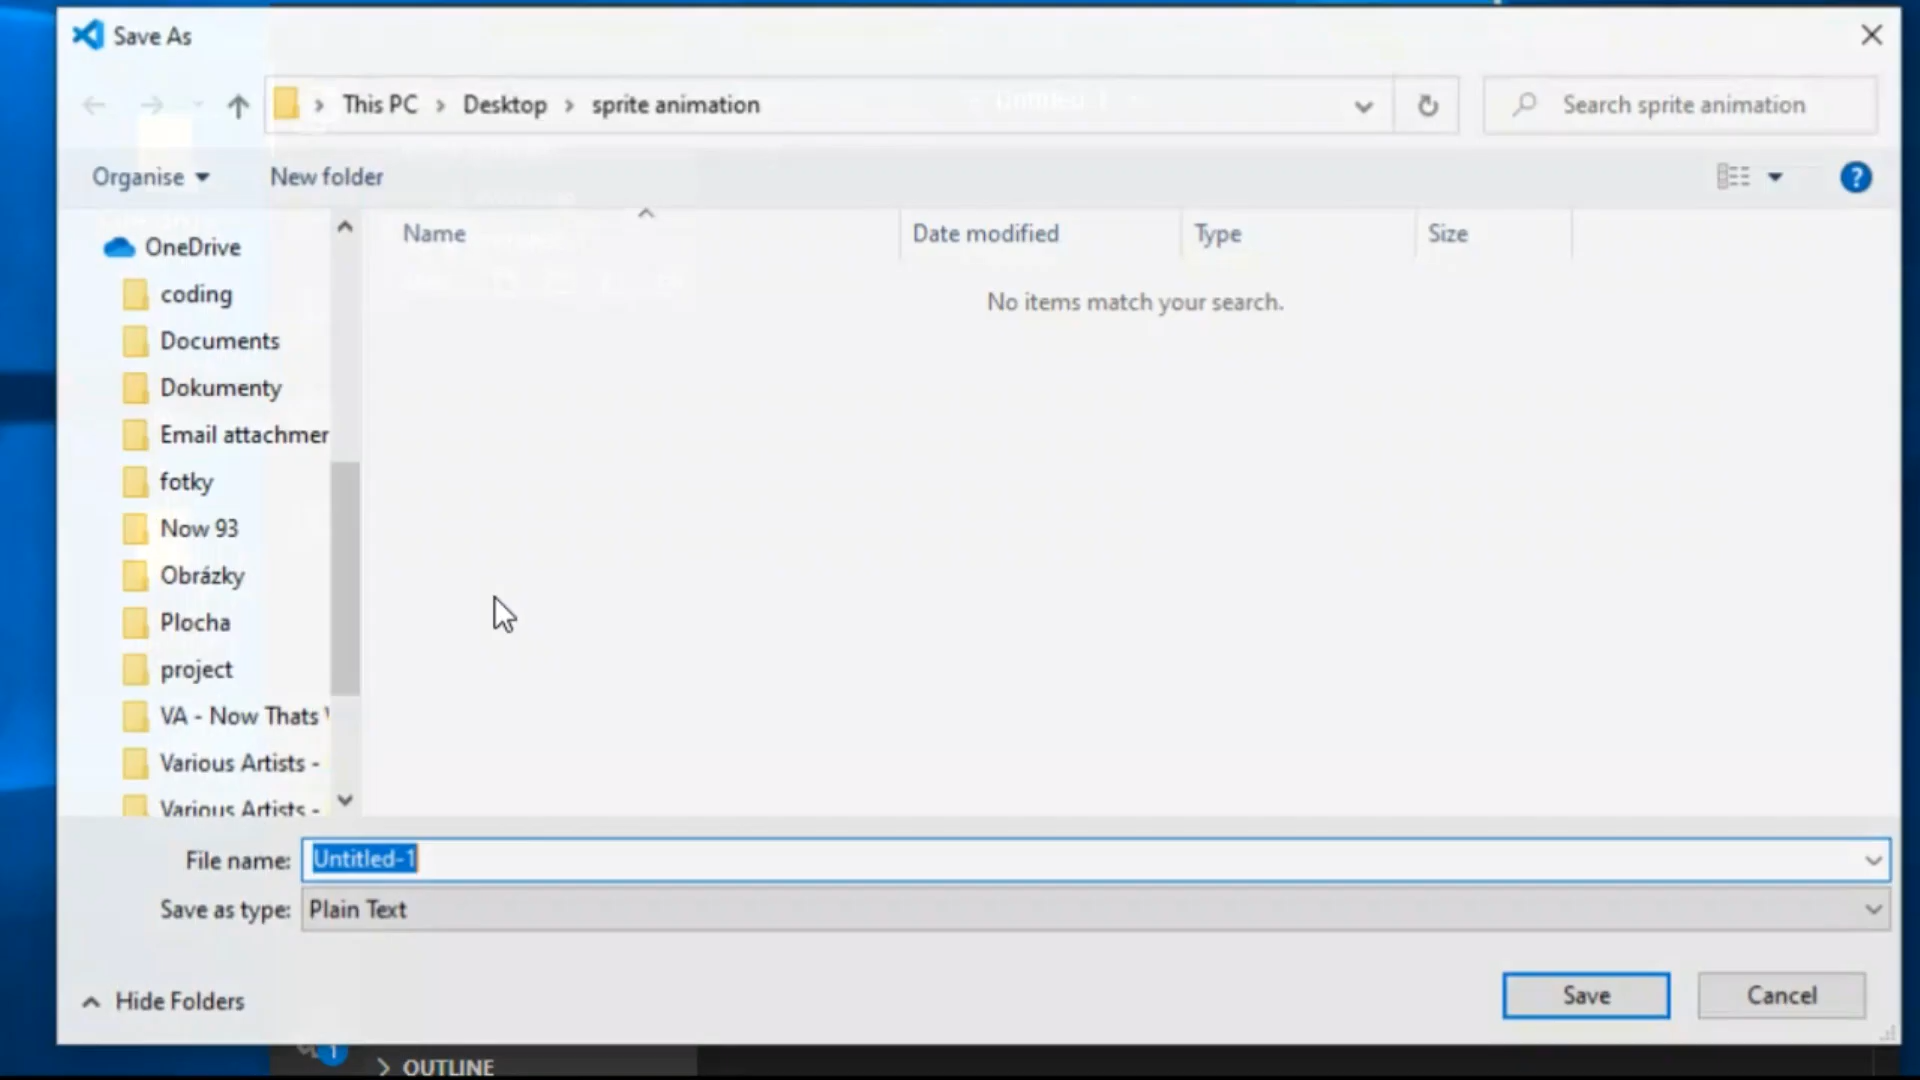 Save As
This PC > Desktop > sprite animation
Search sprite animation
Organise
New folder
?
Name
Date modified
Type
Size
No items match your search.
OneDrive
coding
Documents
Dokumenty
Email attachmer
fotky
Now 93
Obrázky
Plocha
project
VA - Now Thats
Various Artists -
Various Artists -
File name: Untitled-1
Save as type: Plain Text
Hide Folders
Save
Cancel
1
> OUTLINE